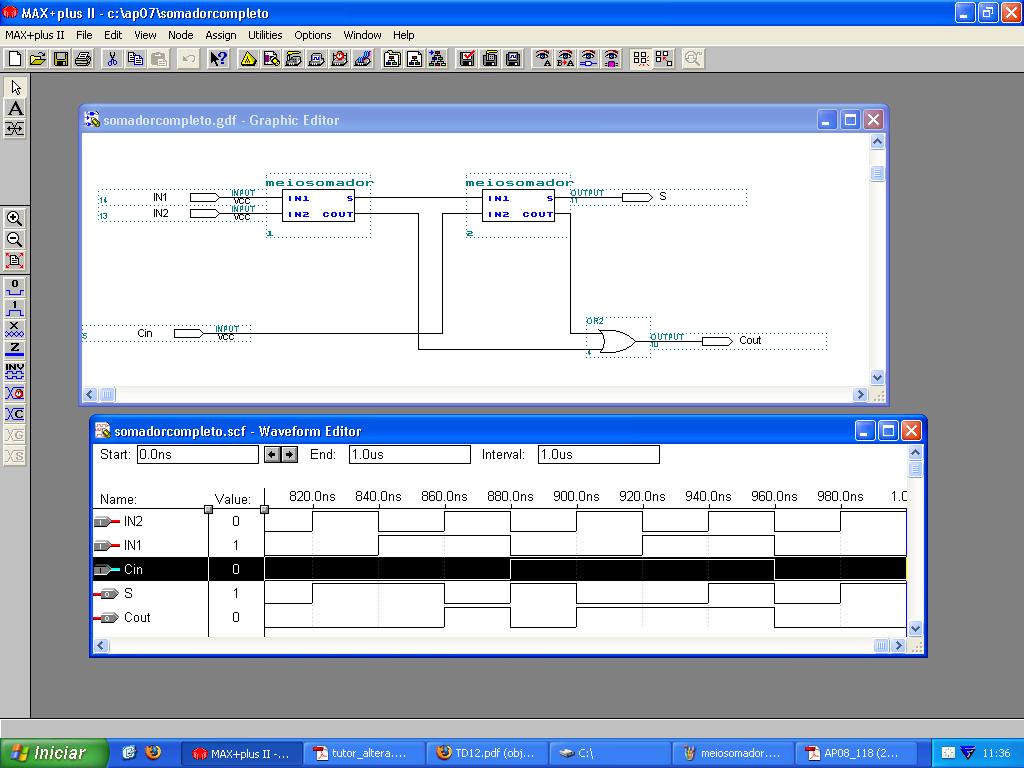 MAX+plus II - c:\ap07\somadorcompleto
MAX+plus II File Edit View Node Assign Utilities Options Window Help
somadorcompleto.gdf - Graphic Editor
meiosomador meiosomador
14 IN1 INPUT VCC IN1 S IN1 S OUTPUT 11 S
13 IN2 INPUT VCC IN2 COUT IN2 COUT
1 2
OR2
5 Cin INPUT VCC OUTPUT 10 Cout
4
somadorcompleto.scf - Waveform Editor
Start: 0.0ns End: 1.0us Interval: 1.0us
Name: Value: 820.0ns 840.0ns 860.0ns 880.0ns 900.0ns 920.0ns 940.0ns 960.0ns 980.0ns 1.0
IN2 0
IN1 1
Cin 0
S 1
Cout 0
A
0
1
X
Z
INV
C
G
S
Iniciar MAX+plus II -... tutor_altera.... TD12.pdf (obj... C:\ meiosomador.... AP08_118 (2... 11:36